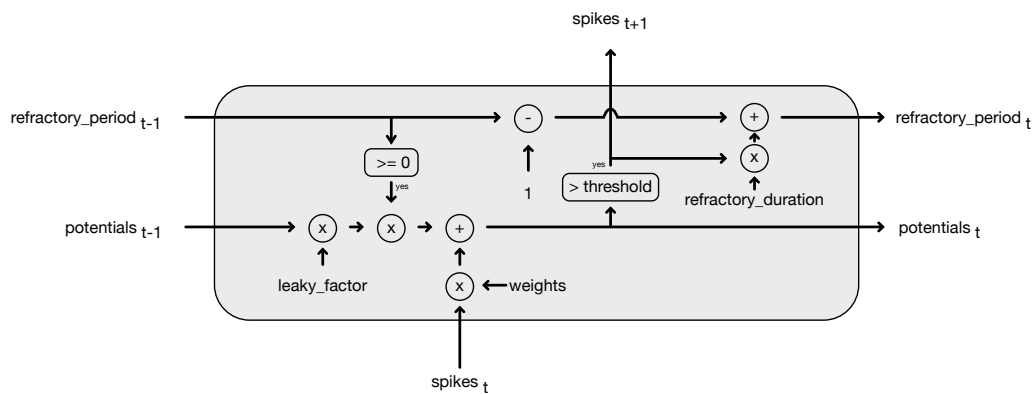 spikes t+1
refractory_period t-1
-
+
refractory_period t
>= 0
yes
yes
x
1
> threshold
refractory_duration
potentials t-1
x
x
+
potentials t
leaky_factor
x
weights
spikes t